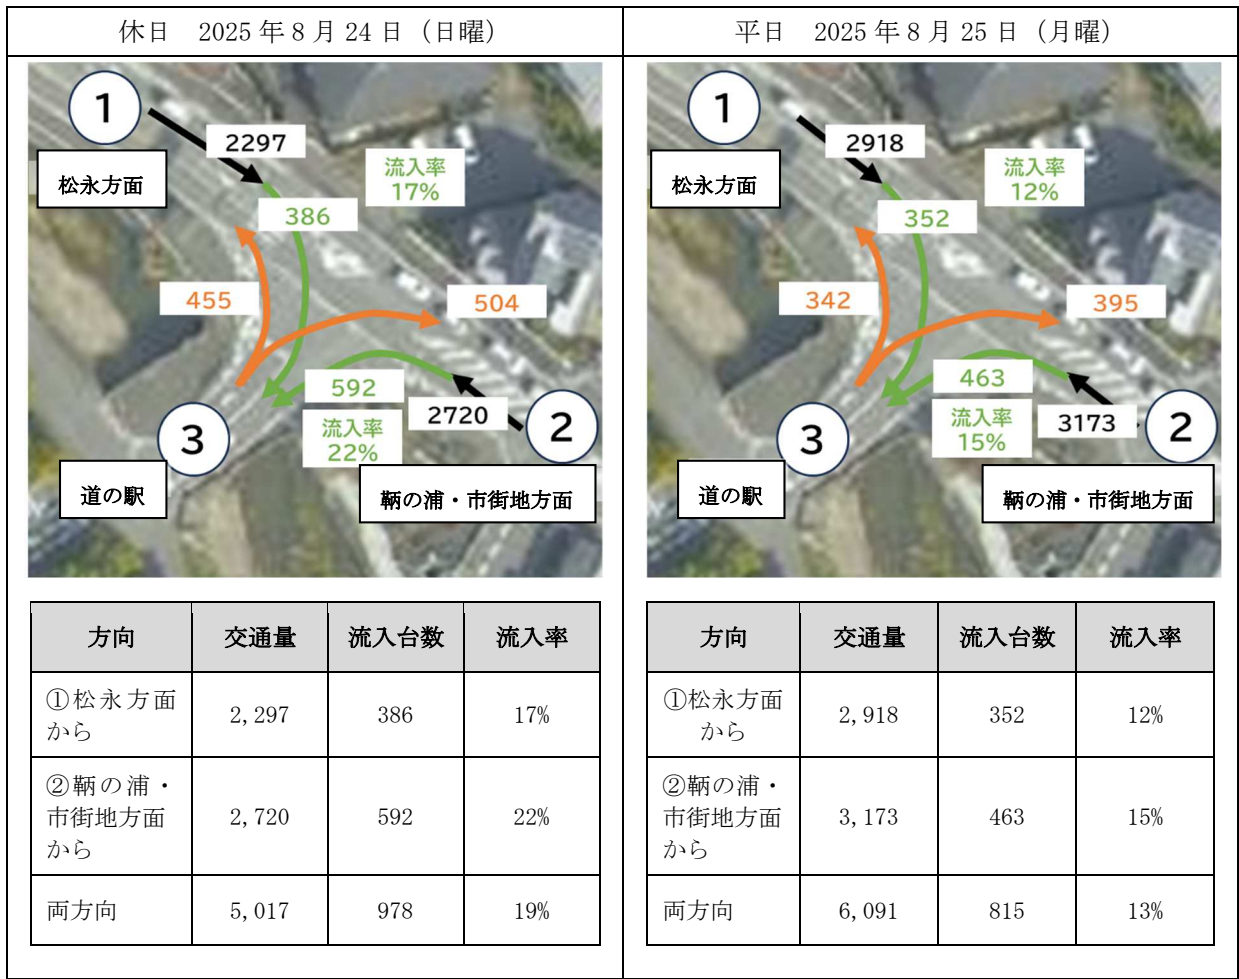 休日　2025年8月24日（日曜）
①
2297
松永方面
流入率
17%
386
455
504
592
2720
②
③
流入率
22%
道の駅
鞆の浦・市街地方面
方向 交通量 流入台数 流入率
①松永方面
から
2,297 386 17%
②鞆の浦・
市街地方面
から
2,720 592 22%
両方向 5,017 978 19%
平日　2025年8月25日（月曜）
①
2918
松永方面
流入率
12%
352
342
395
463
3173
②
③
流入率
15%
道の駅
鞆の浦・市街地方面
方向 交通量 流入台数 流入率
①松永方面
から
2,918 352 12%
②鞆の浦・
市街地方面
から
3,173 463 15%
両方向 6,091 815 13%